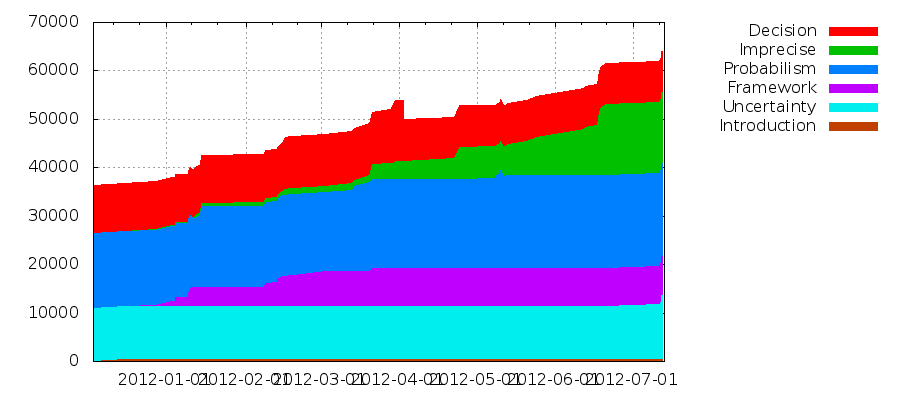 70000
60000
50000
40000
30000
20000
10000
0
2012-01-01
2012-02-01
2012-03-01
2012-04-01
2012-05-01
2012-06-01
2012-07-01
Decision
Imprecise
Probabilism
Framework
Uncertainty
Introduction